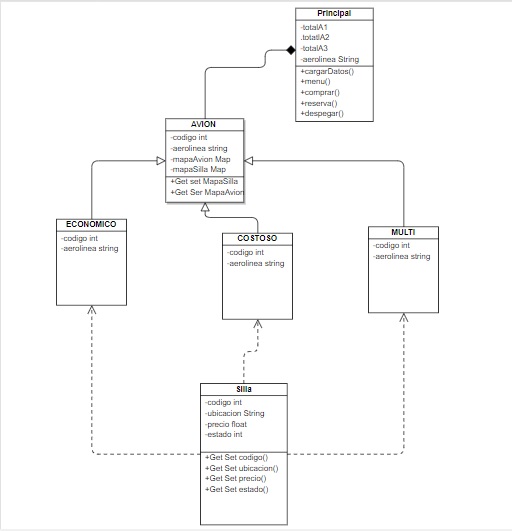 Principal
-totalA1
.totatlA2
-totalA3
-aerolinea String
+cargarDatos()
+menu()
+comprar()
+reserva()
+despegar()
AVION
-codigo int
-aerolinea string
-mapaAvion Map
-mapaSilla Map
+Get set MapaSilla
+Get Ser MapaAvion
ECONOMICO
-codigo int
-aerolinea string
COSTOSO
-codigo int
-aerolinea string
MULTI
-codigo int
-aerolinea string
Silla
-codigo int
-ubicacion String
-precio float
-estado int
+Get Set codigo()
+Get Set ubicacion()
+Get Set precio()
+Get Set estado()